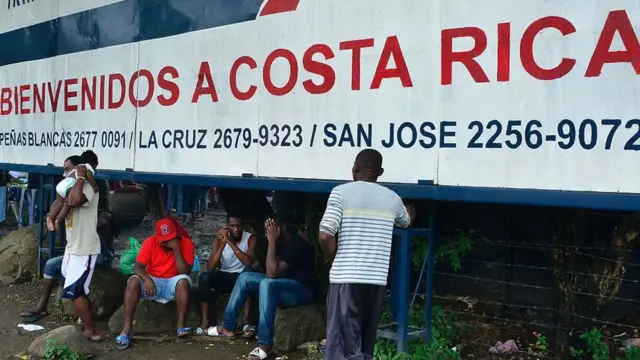 BIENVENIDOS A COSTA RICA
PEÑAS BLANCAS 2677 0091 / LA CRUZ 2679-9323 / SAN JOSE 2256-9072